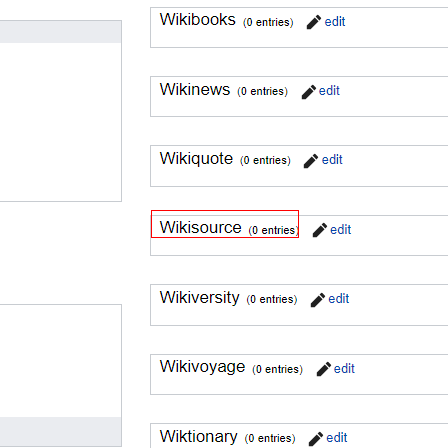 Wikibooks (0 entries) edit
Wikinews (0 entries) edit
Wikiquote (0 entries) edit
Wikisource (0 entries) edit
Wikiversity (0 entries) edit
Wikivoyage (0 entries) edit
Wiktionary (0 entries) edit